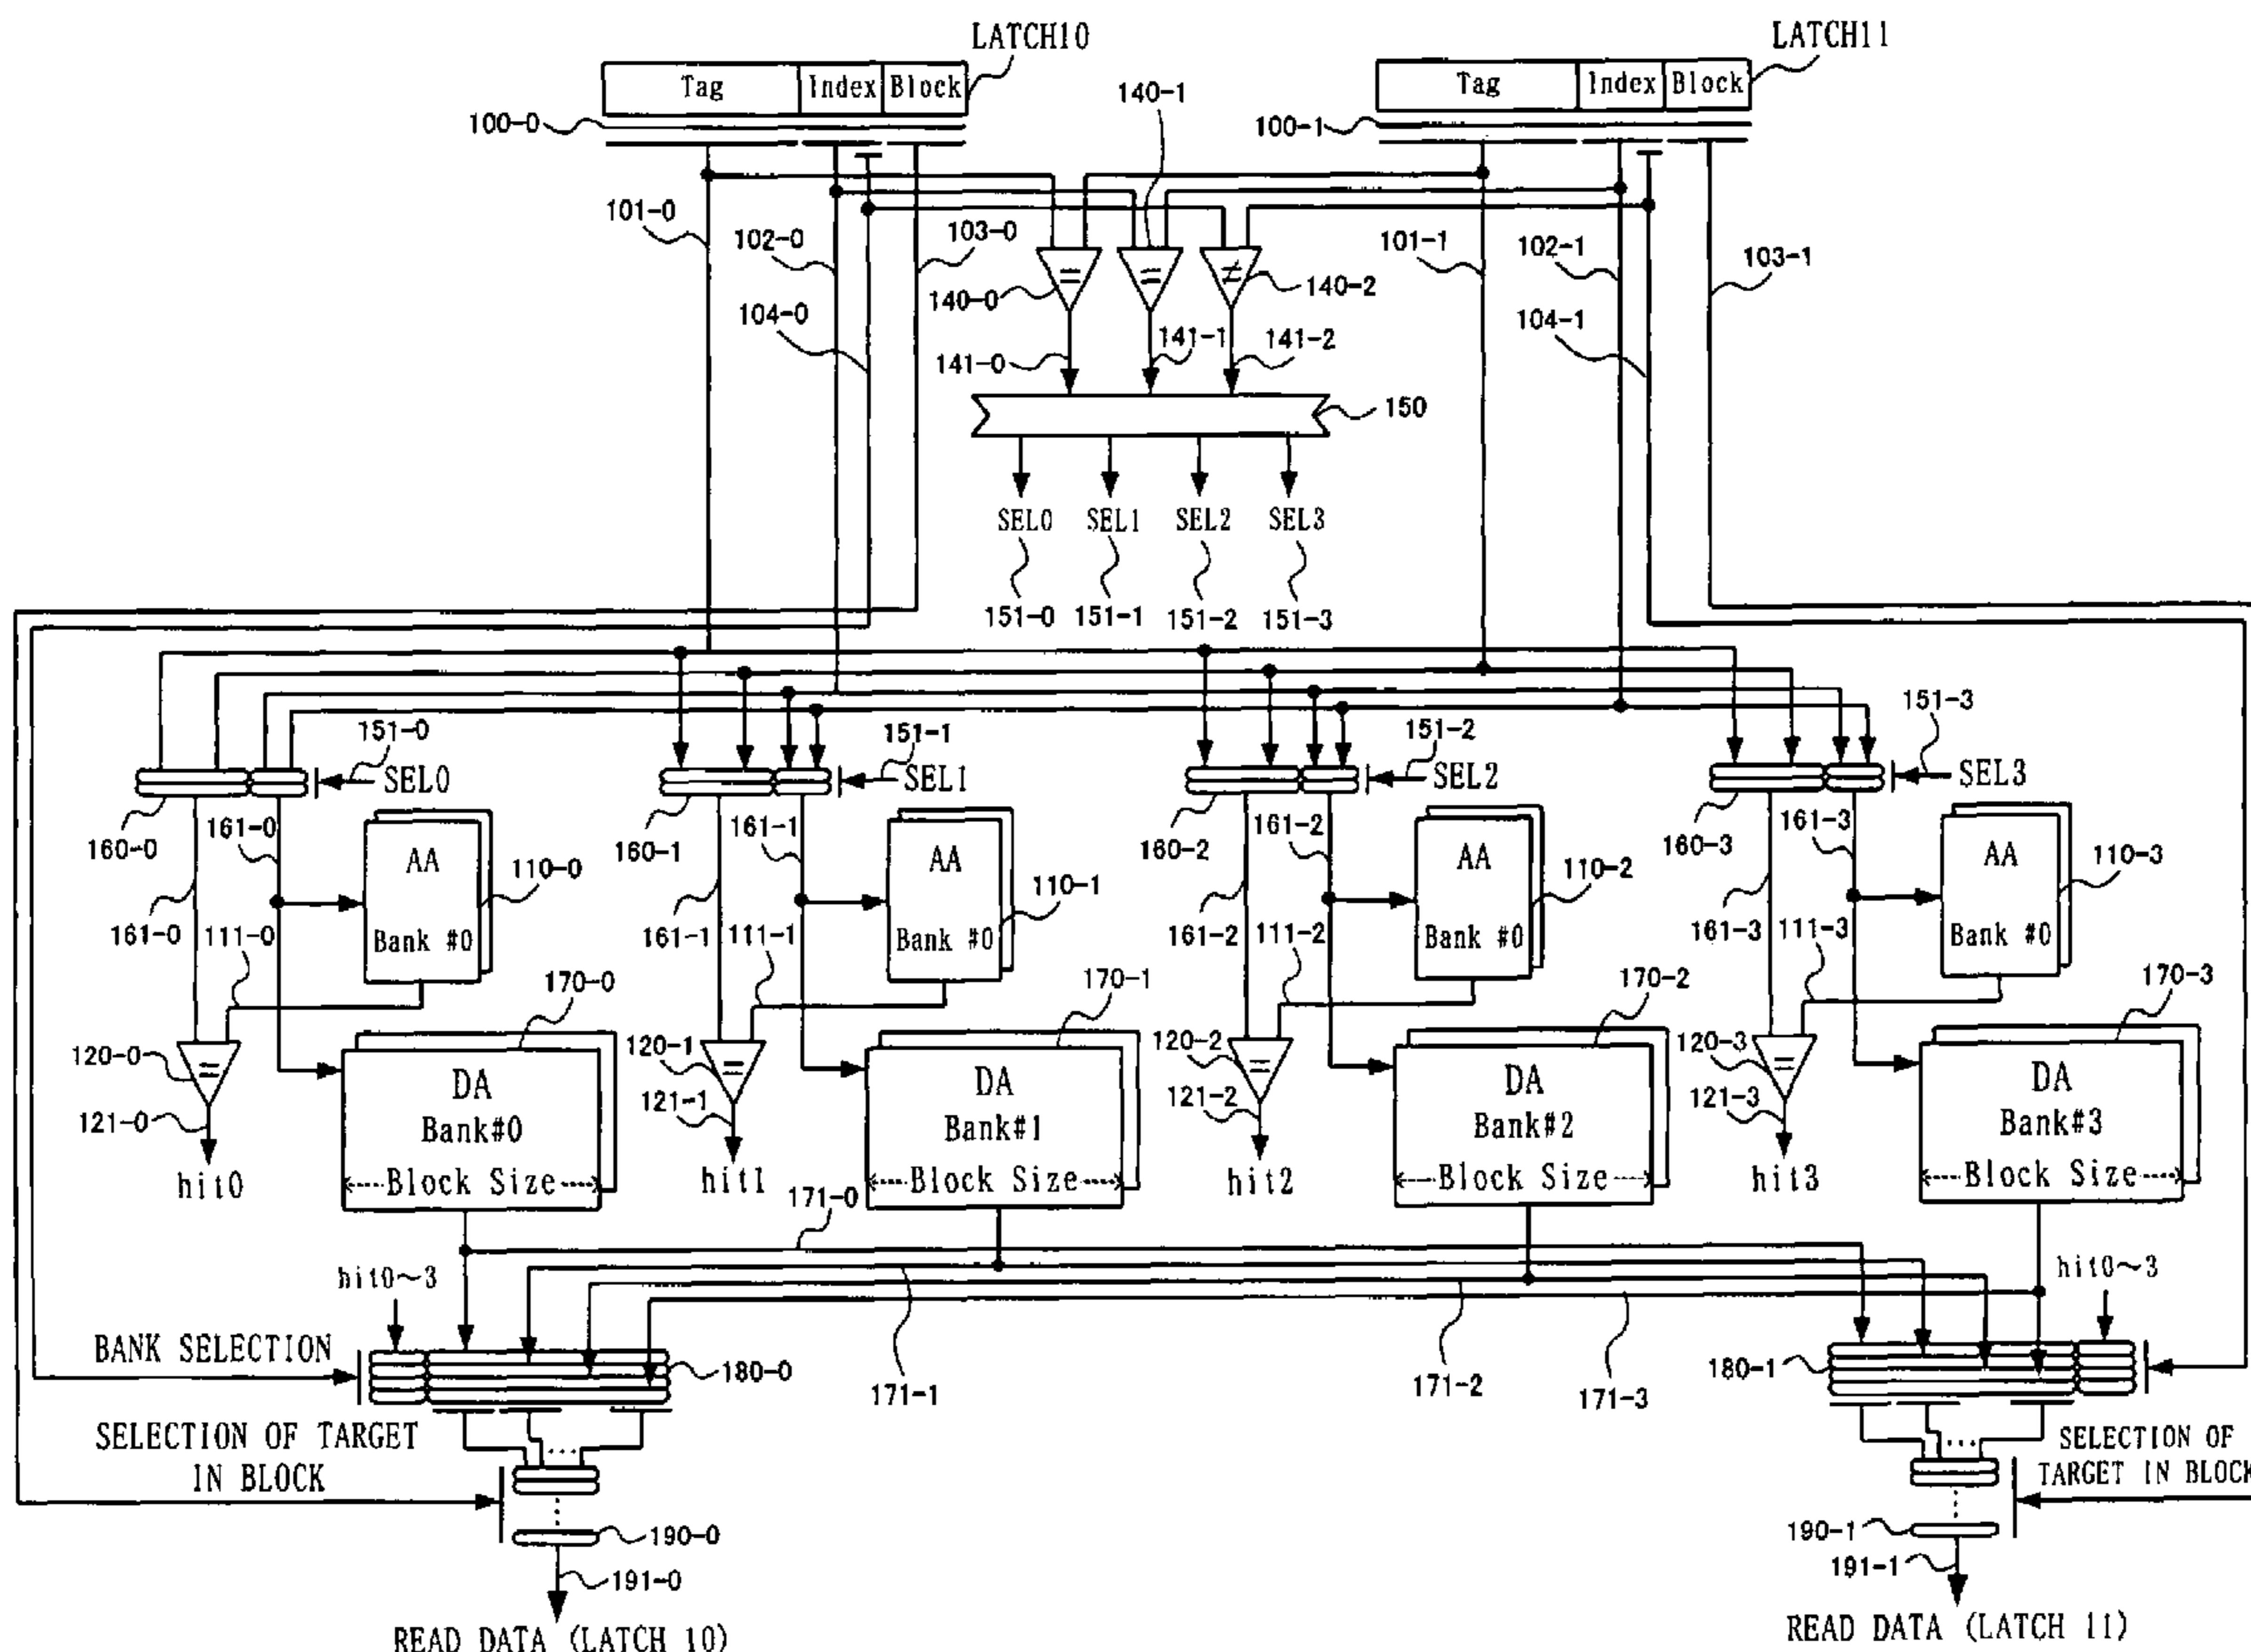 LATCH10
LATCH11
Tag Index Block
Tag Index Block
140-1
100-0
100-1
101-0
102-0
103-0
101-1
102-1
103-1
=
=
≠
140-0
140-2
104-0
104-1
141-0
141-1
141-2
150
SEL0 SEL1 SEL2 SEL3
151-0 151-1 151-2 151-3
151-0
151-1
151-2
151-3
SEL0
SEL1
SEL2
SEL3
160-0
161-0
160-1
161-1
160-2
161-2
160-3
161-3
AA
AA
AA
AA
110-0
110-1
110-2
110-3
Bank #0
Bank #0
Bank #0
Bank #0
161-0
111-0
161-1
111-1
161-2
111-2
161-3
111-3
170-0
170-1
170-2
170-3
120-0
=
120-1
=
120-2
=
120-3
=
DA
DA
DA
DA
121-0
121-1
121-2
121-3
Bank#0
Bank#1
Bank#2
Bank#3
hit0
hit1
hit2
hit3
Block Size
Block Size
Block Size
Block Size
171-0
hit0~3
hit0~3
BANK SELECTION
180-0
180-1
171-1
171-2
171-3
SELECTION OF TARGET
IN BLOCK
SELECTION OF
TARGET IN BLOCK
190-0
190-1
191-0
191-1
READ DATA (LATCH 10)
READ DATA (LATCH 11)